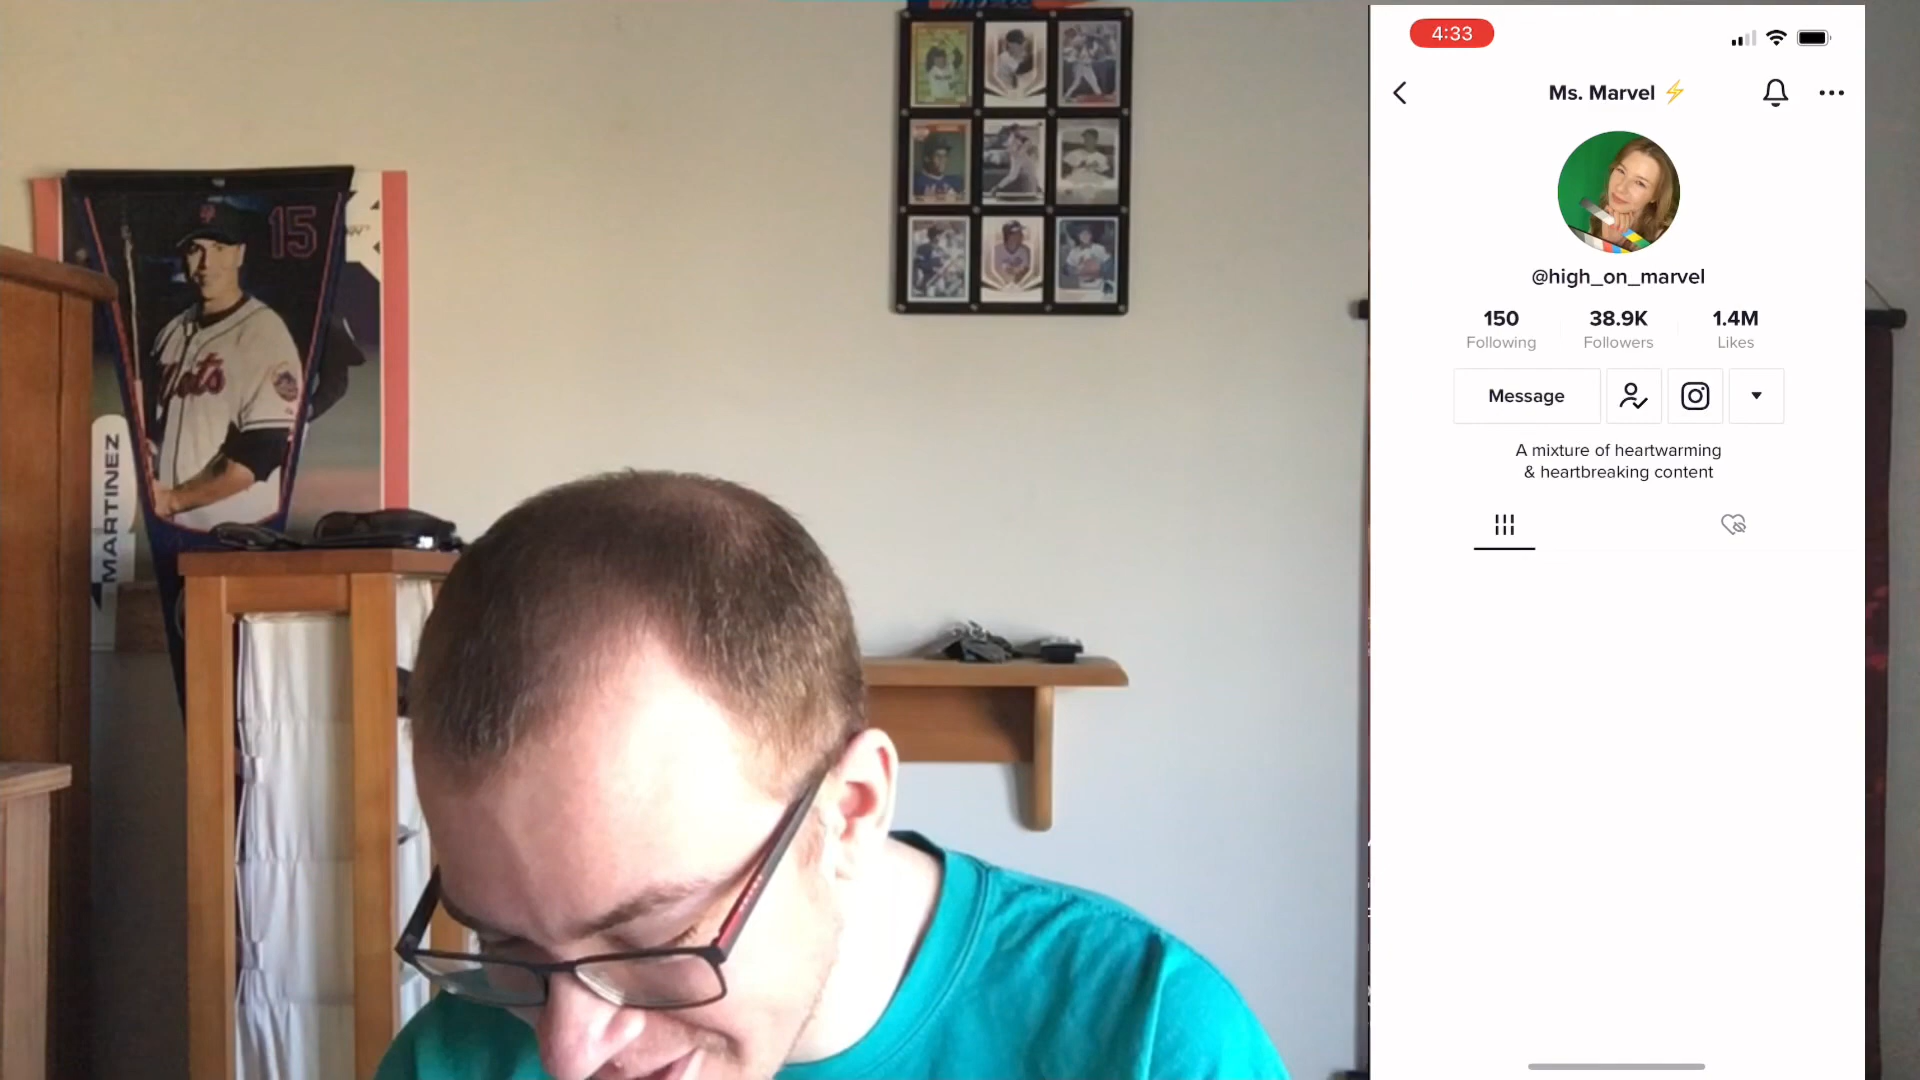 15
Mets
MARTINEZ
4:33
Ms. Marvel ⚡
@high_on_marvel
150
38.9K
1.4M
Following
Followers
Likes
Message
A mixture of heartwarming
& heartbreaking content